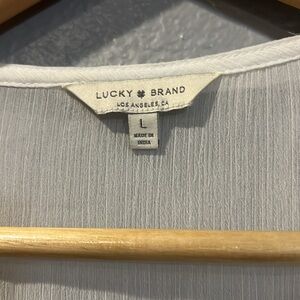 LUCKY BRAND
LOS ANGELES, CA
L
MADE IN
INDIA